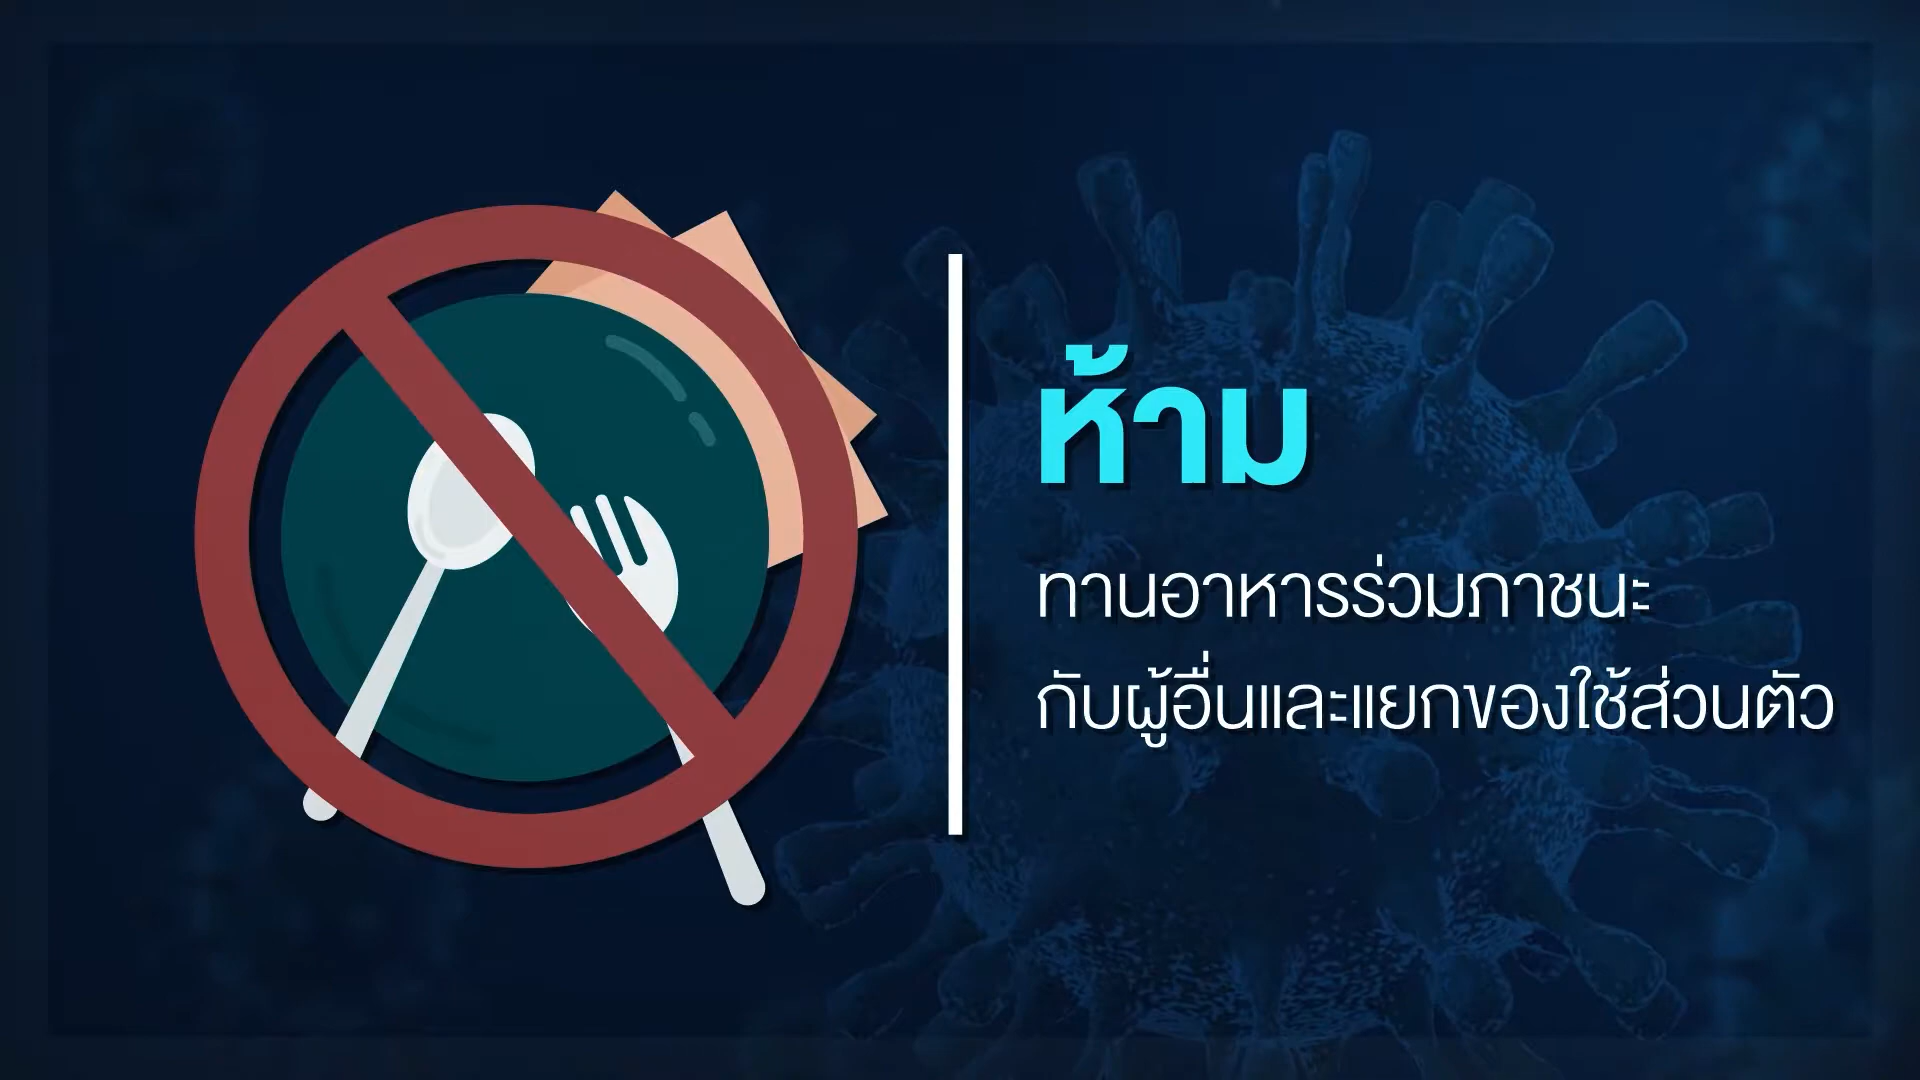 ห้าม
ทานอาหารร่วมภาชนะ
กับผู้อื่นและแยกของใช้ส่วนตัว